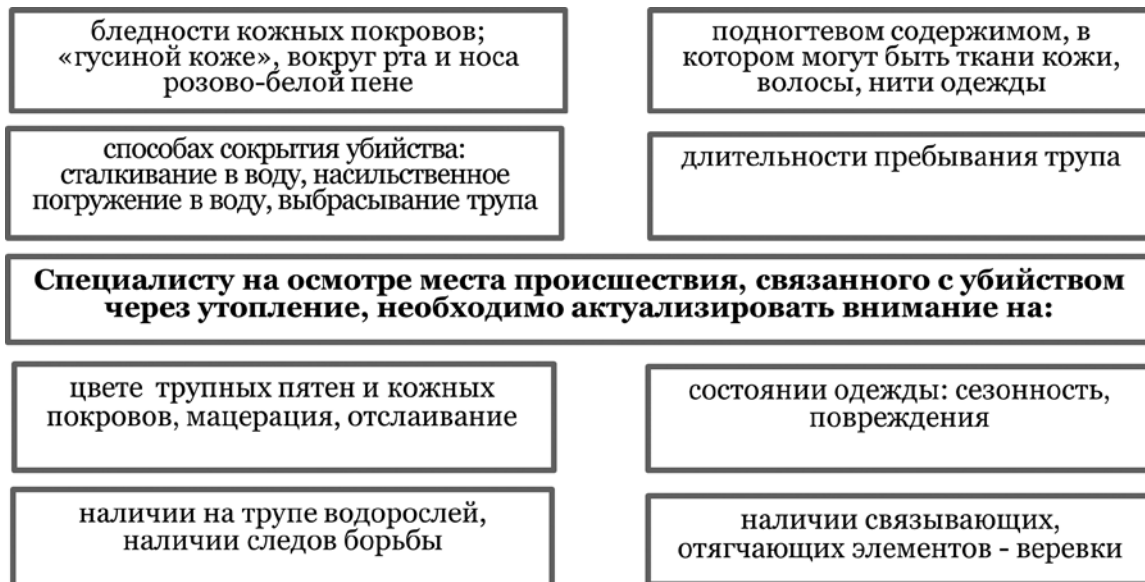 бледности кожных покровов;
«гусиной коже», вокруг рта и носа
розово-белой пене
подногтевом содержимом, в
котором могут быть ткани кожи,
волосы, нити одежды
способах сокрытия убийства:
сталкивание в воду, насильственное
погружение в воду, выбрасывание трупа
длительности пребывания трупа
Специалисту на осмотре места происшествия, связанного с убийством
через утопление, необходимо актуализировать внимание на:
цвете трупных пятен и кожных
покровов, мацерация, отслаивание
состоянии одежды: сезонность,
повреждения
наличии на трупе водорослей,
наличии следов борьбы
наличии связывающих,
отягчающих элементов - веревки